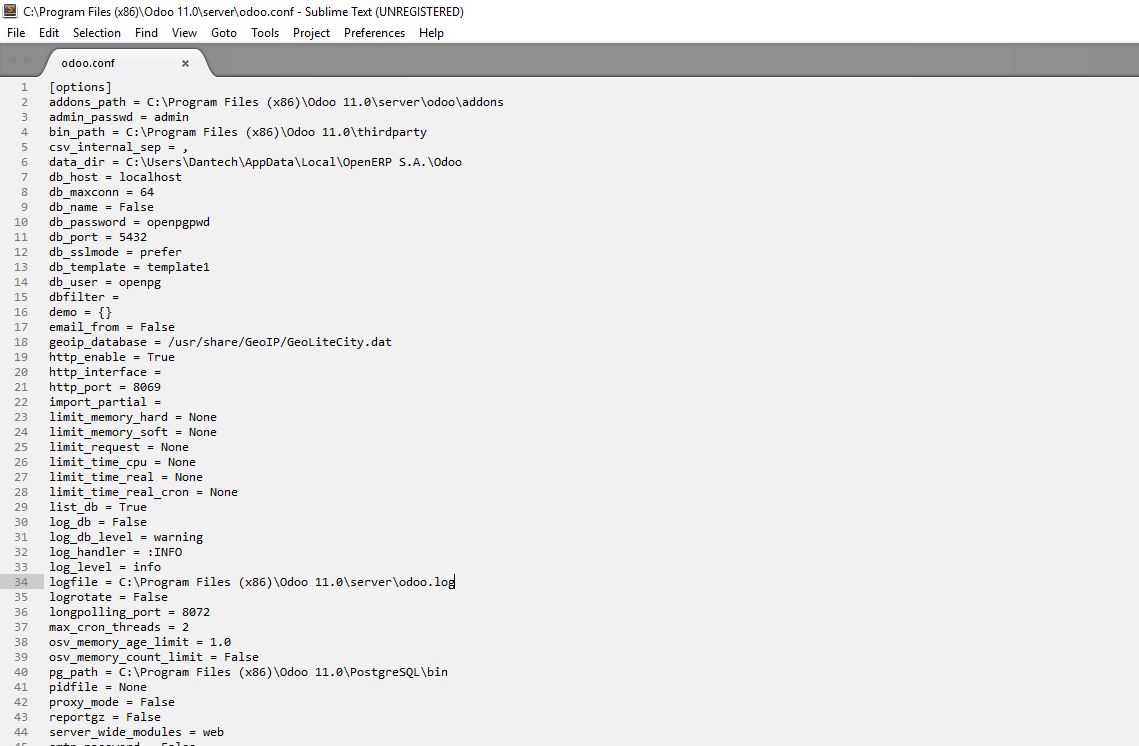 C:\Program Files (x86)\Odoo 11.0\server\odoo.conf - Sublime Text (UNREGISTERED)
File Edit Selection Find View Goto Tools Project Preferences Help
odoo.conf ×
1 [options]
2 addons_path = C:\Program Files (x86)\Odoo 11.0\server\odoo\addons
3 admin_passwd = admin
4 bin_path = C:\Program Files (x86)\Odoo 11.0\thirdparty
5 csv_internal_sep = ,
6 data_dir = C:\Users\Dantech\AppData\Local\OpenERP S.A.\Odoo
7 db_host = localhost
8 db_maxconn = 64
9 db_name = False
10 db_password = openpgpwd
11 db_port = 5432
12 db_sslmode = prefer
13 db_template = template1
14 db_user = openpg
15 dbfilter =
16 demo = {}
17 email_from = False
18 geoip_database = /usr/share/GeoIP/GeoLiteCity.dat
19 http_enable = True
20 http_interface =
21 http_port = 8069
22 import_partial =
23 limit_memory_hard = None
24 limit_memory_soft = None
25 limit_request = None
26 limit_time_cpu = None
27 limit_time_real = None
28 limit_time_real_cron = None
29 list_db = True
30 log_db = False
31 log_db_level = warning
32 log_handler = :INFO
33 log_level = info
34 logfile = C:\Program Files (x86)\Odoo 11.0\server\odoo.log
35 logrotate = False
36 longpolling_port = 8072
37 max_cron_threads = 2
38 osv_memory_age_limit = 1.0
39 osv_memory_count_limit = False
40 pg_path = C:\Program Files (x86)\Odoo 11.0\PostgreSQL\bin
41 pidfile = None
42 proxy_mode = False
43 reportgz = False
44 server_wide_modules = web